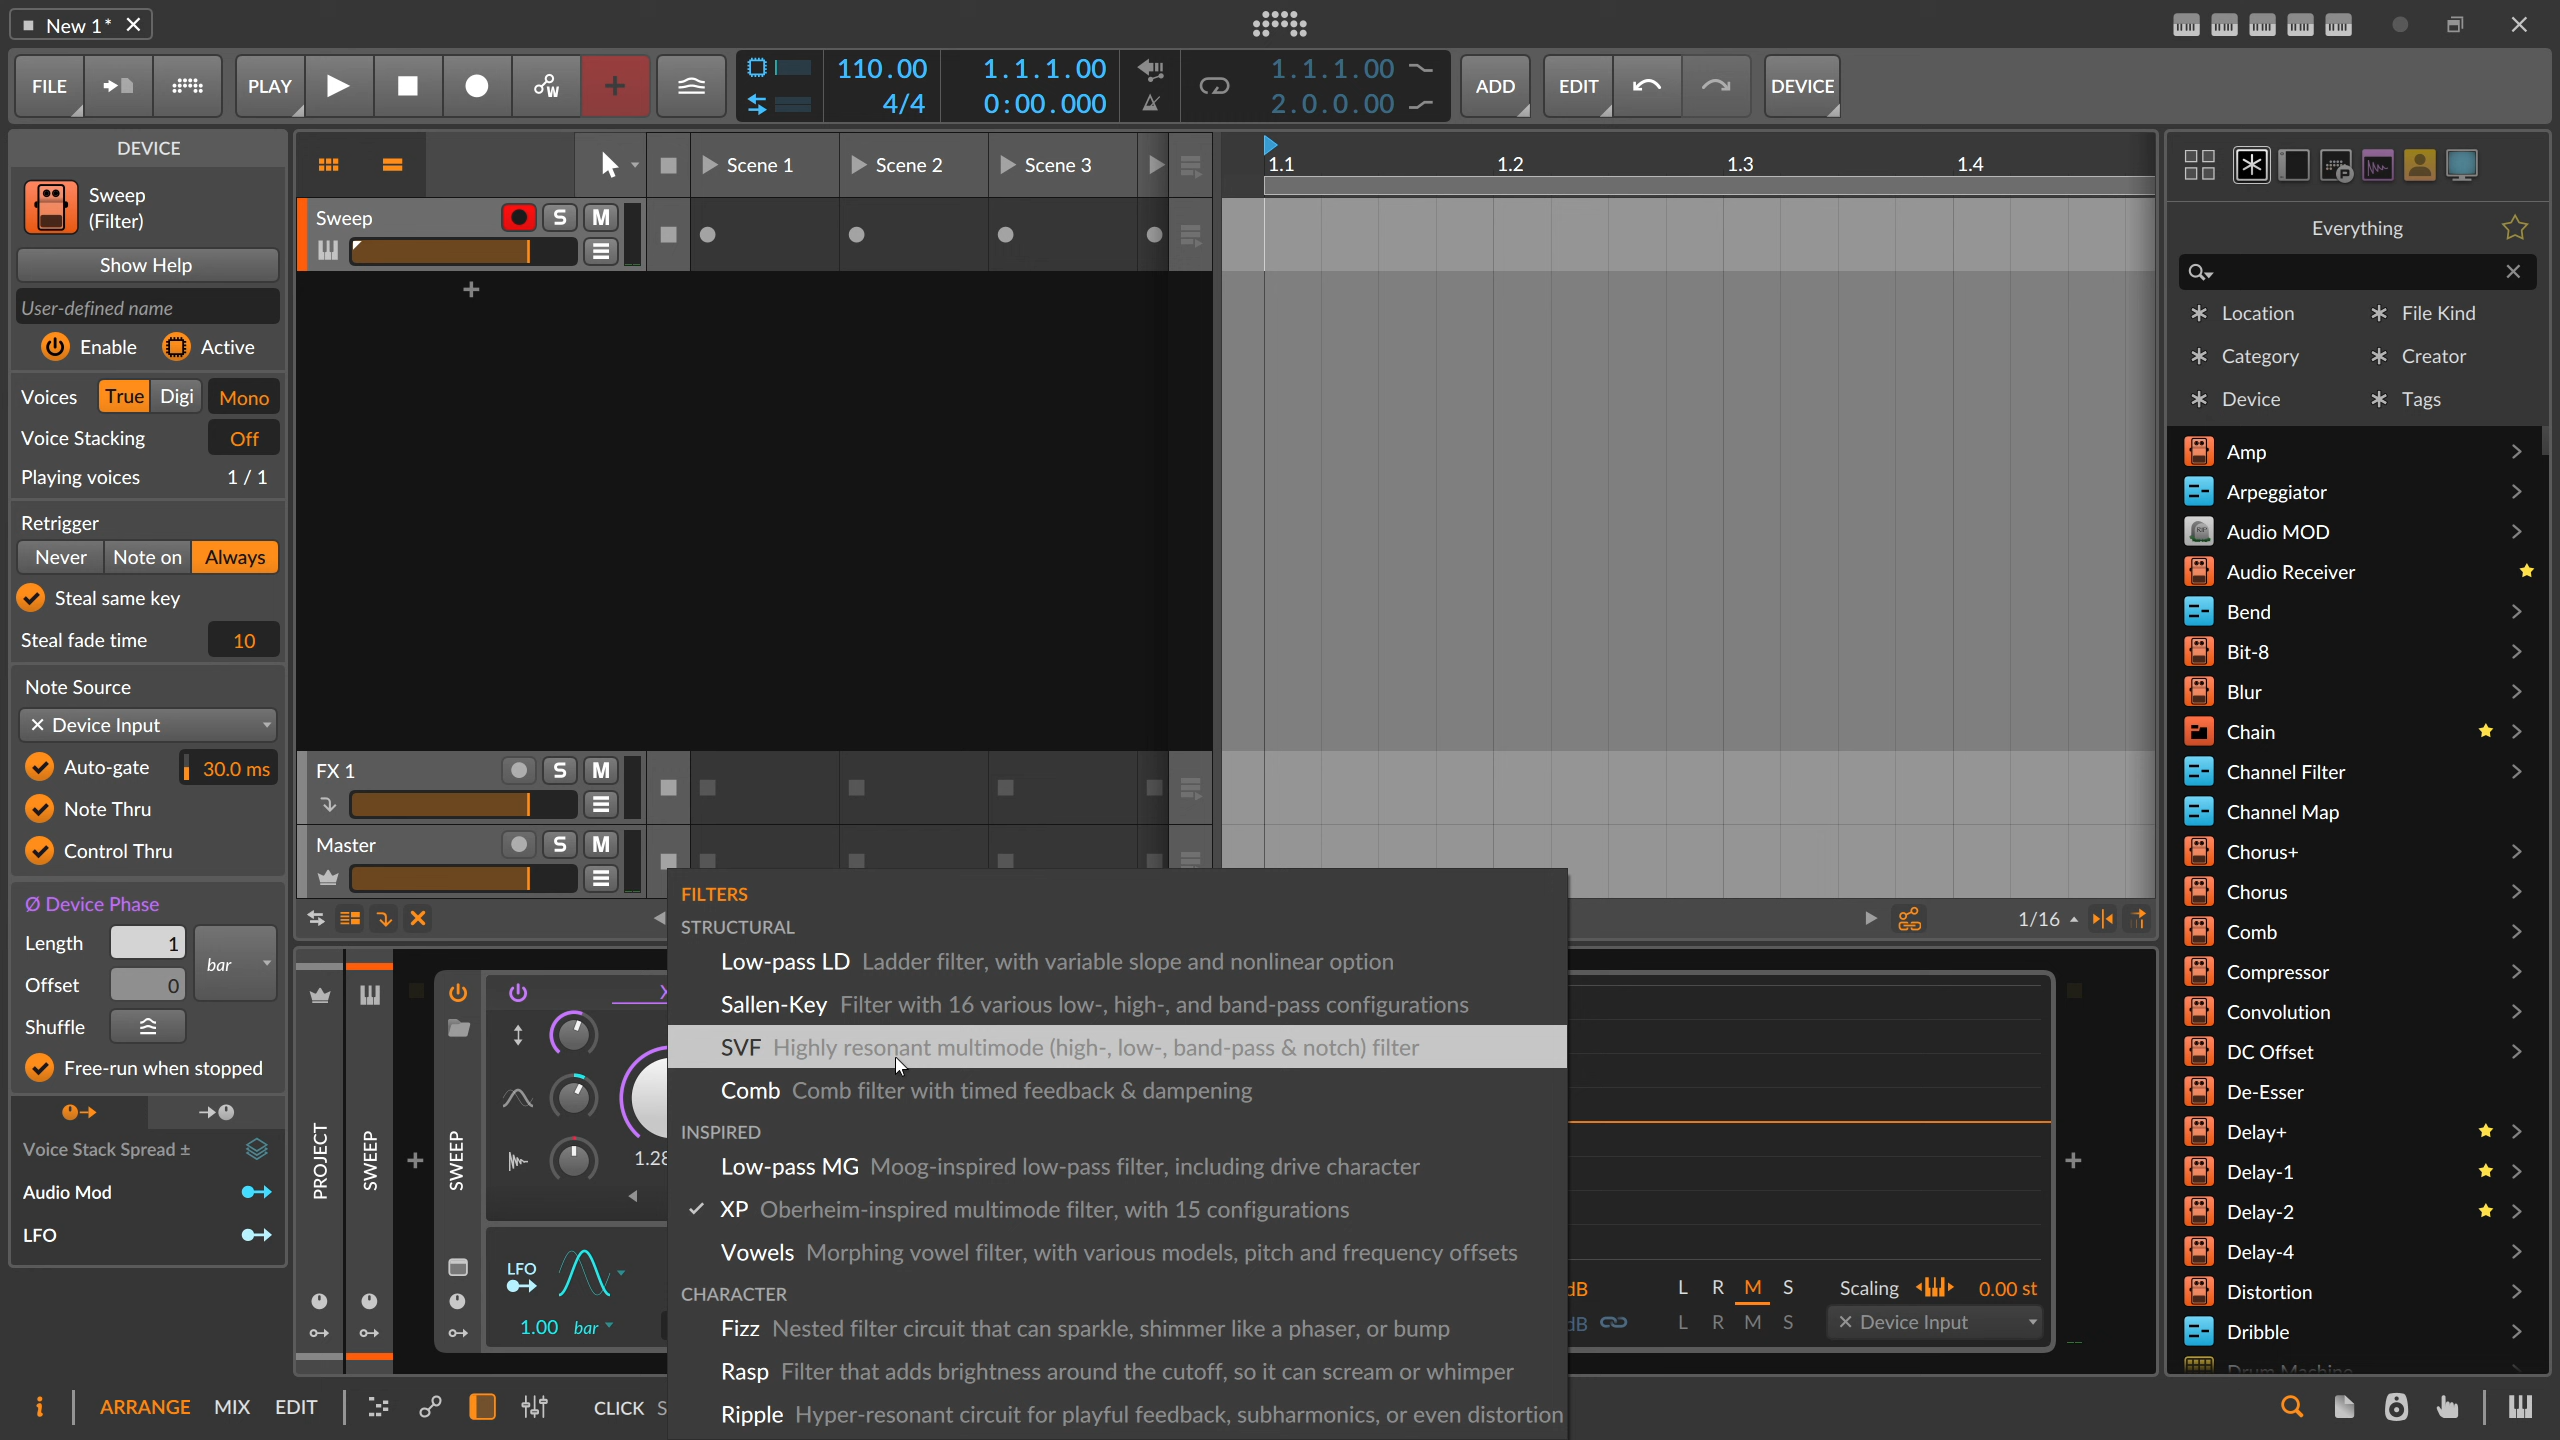 New 1*
FILE
PLAY
110.00
4/4
1.1.1.00
0:00.000
1.1.1.00
2.0.0.00
ADD
EDIT
DEVICE
DEVICE
Sweep
(Filter)
Show Help
User-defined name
Enable
Active
Voices
True
Digi
Mono
Voice Stacking
Off
Playing voices
1 / 1
Retrigger
Never
Note on
Always
Steal same key
Steal fade time
10
Note Source
× Device Input
Auto-gate
30.0 ms
Note Thru
Control Thru
Ø Device Phase
Length
1
bar
Offset
0
Shuffle
Free-run when stopped
Voice Stack Spread ±
Audio Mod
LFO
Scene 1
Scene 2
Scene 3
1.1
1.2
1.3
1.4
Sweep
S
M
FX 1
S
M
Master
S
M
1/16
PROJECT
SWEEP
SWEEP
1.28
LFO
1.00 bar
FILTERS
STRUCTURAL
Low-pass LD Ladder filter, with variable slope and nonlinear option
Sallen-Key Filter with 16 various low-, high-, and band-pass configurations
SVF Highly resonant multimode (high-, low-, band-pass & notch) filter
Comb Comb filter with timed feedback & dampening
INSPIRED
Low-pass MG Moog-inspired low-pass filter, including drive character
XP Oberheim-inspired multimode filter, with 15 configurations
Vowels Morphing vowel filter, with various models, pitch and frequency offsets
CHARACTER
Fizz Nested filter circuit that can sparkle, shimmer like a phaser, or bump
Rasp Filter that adds brightness around the cutoff, so it can scream or whimper
Ripple Hyper-resonant circuit for playful feedback, subharmonics, or even distortion
dB
L R M S
Scaling
0.00 st
dB
L R M S
× Device Input
Everything
Location
File Kind
Category
Creator
Device
Tags
Amp
Arpeggiator
Audio MOD
Audio Receiver
Bend
Bit-8
Blur
Chain
Channel Filter
Channel Map
Chorus+
Chorus
Comb
Compressor
Convolution
DC Offset
De-Esser
Delay+
Delay-1
Delay-2
Delay-4
Distortion
Dribble
Drum Machine
i
ARRANGE
MIX
EDIT
CLICK